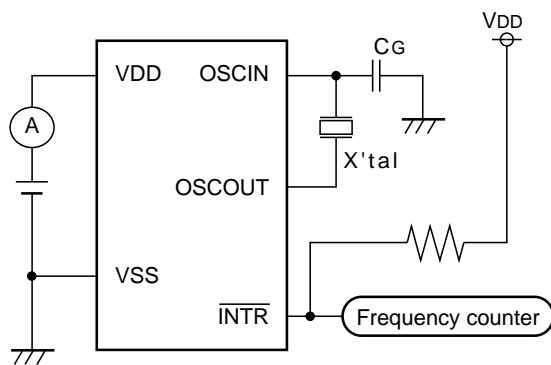 VDD
CG
VDD
OSCIN
A
X'tal
OSCOUT
VSS
INTR
Frequency counter